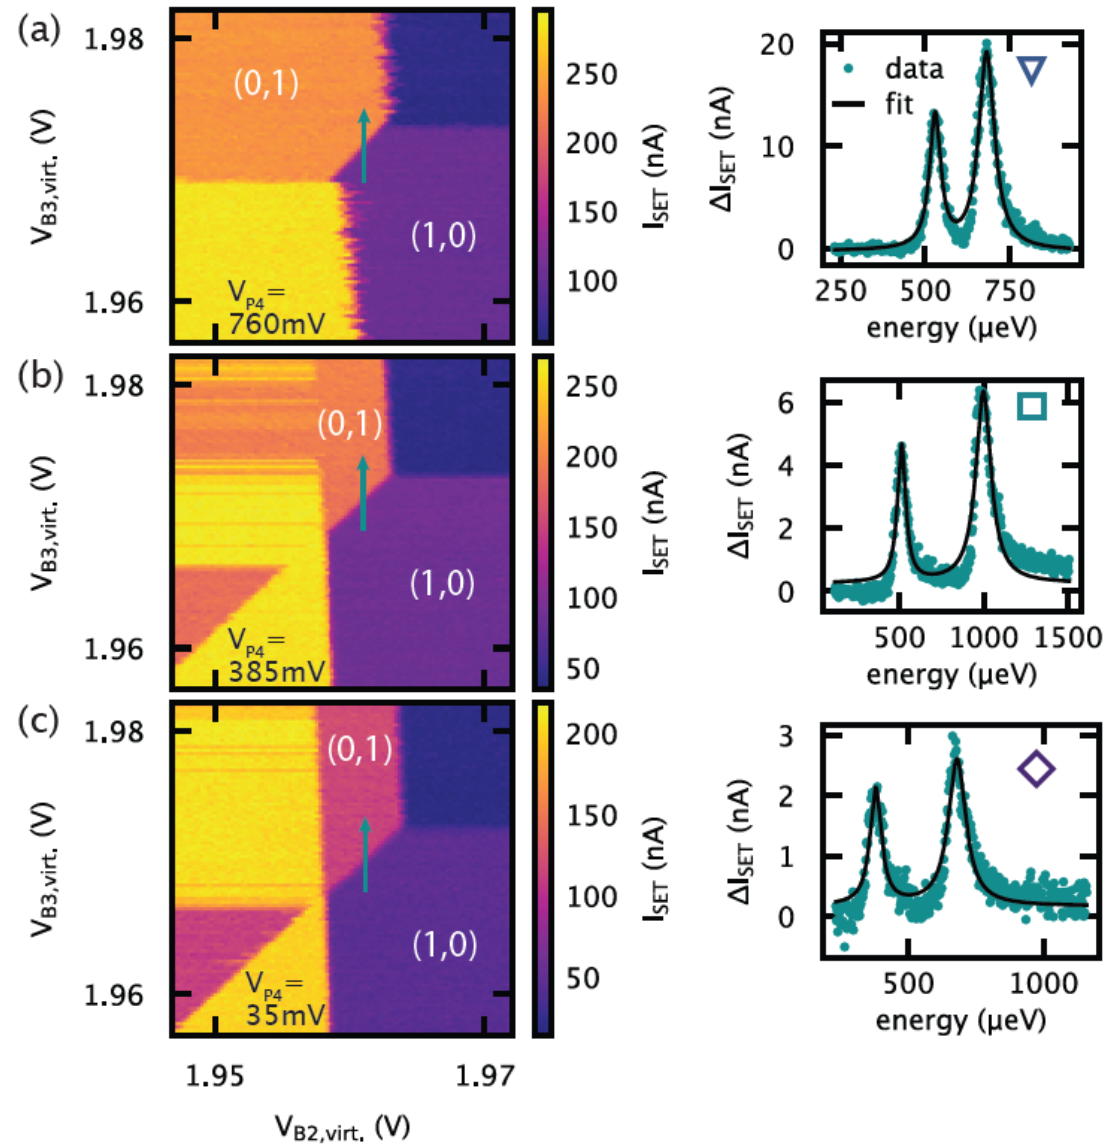 (a)
1.98
1.96
V_B3,virt. (V)
(0,1)
(1,0)
V_P4=
760mV
250
200
150
100
I_SET (nA)
20
10
0
ΔI_SET (nA)
data
fit
250 500 750
energy (μeV)
(b)
1.98
1.96
V_B3,virt. (V)
(0,1)
(1,0)
V_P4=
385mV
250
200
150
100
50
I_SET (nA)
6
4
2
0
ΔI_SET (nA)
500 1000 1500
energy (μeV)
(c)
1.98
1.96
V_B3,virt. (V)
(0,1)
(1,0)
V_P4=
35mV
200
150
100
50
I_SET (nA)
3
2
1
0
ΔI_SET (nA)
500 1000
energy (μeV)
1.95 1.97
V_B2,virt. (V)